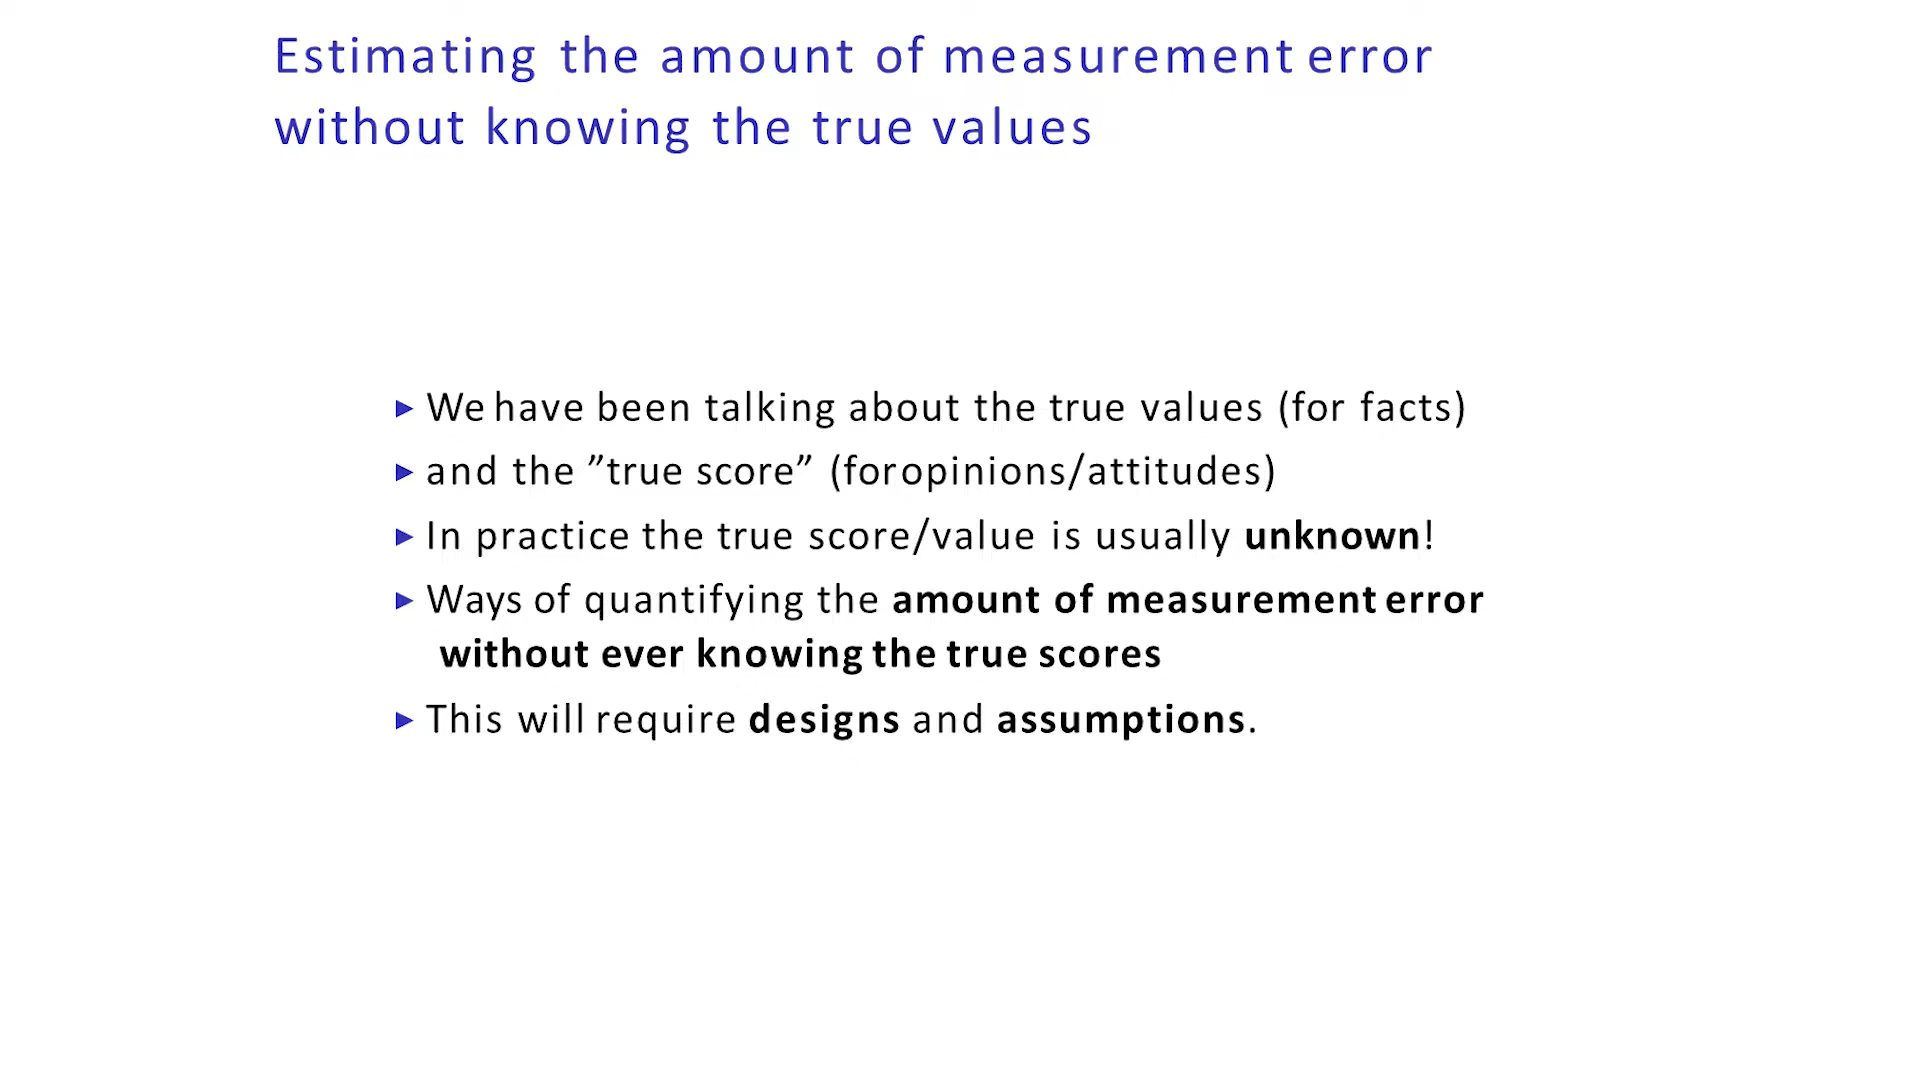 Estimating the amount of measurement error
without knowing the true values
▶ We have been talking about the true values (for facts)
▶ and the ”true score” (foropinions/attitudes)
▶ In practice the true score/value is usually unknown!
▶ Ways of quantifying the amount of measurement error
without ever knowing the true scores
▶ This will require designs and assumptions.